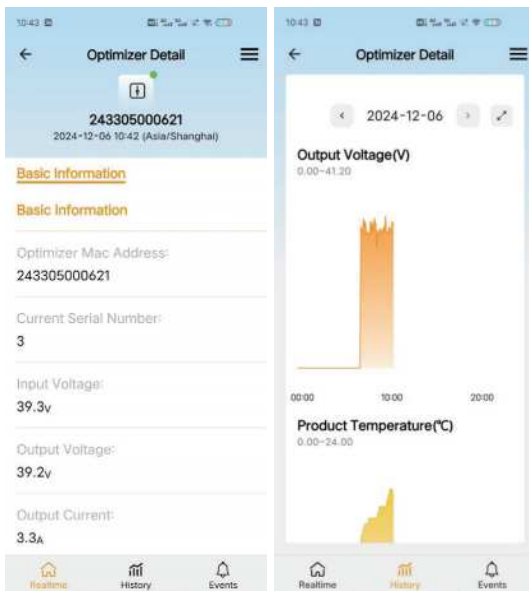 10:43
Optimizer Detail
243305000621
2024-12-06 10:42 (Asia/Shanghai)
Basic Information
Basic Information
Optimizer Mac Address:
243305000621
Current Serial Number:
3
Input Voltage:
39.3v
Output Voltage:
39.2v
Output Current:
3.3A
Realtime
History
Events
10:43
Optimizer Detail
2024-12-06
Output Voltage(V)
0.00-41.20
00:00
10:00
20:00
Product Temperature(°C)
0.00-24.00
Realtime
History
Events